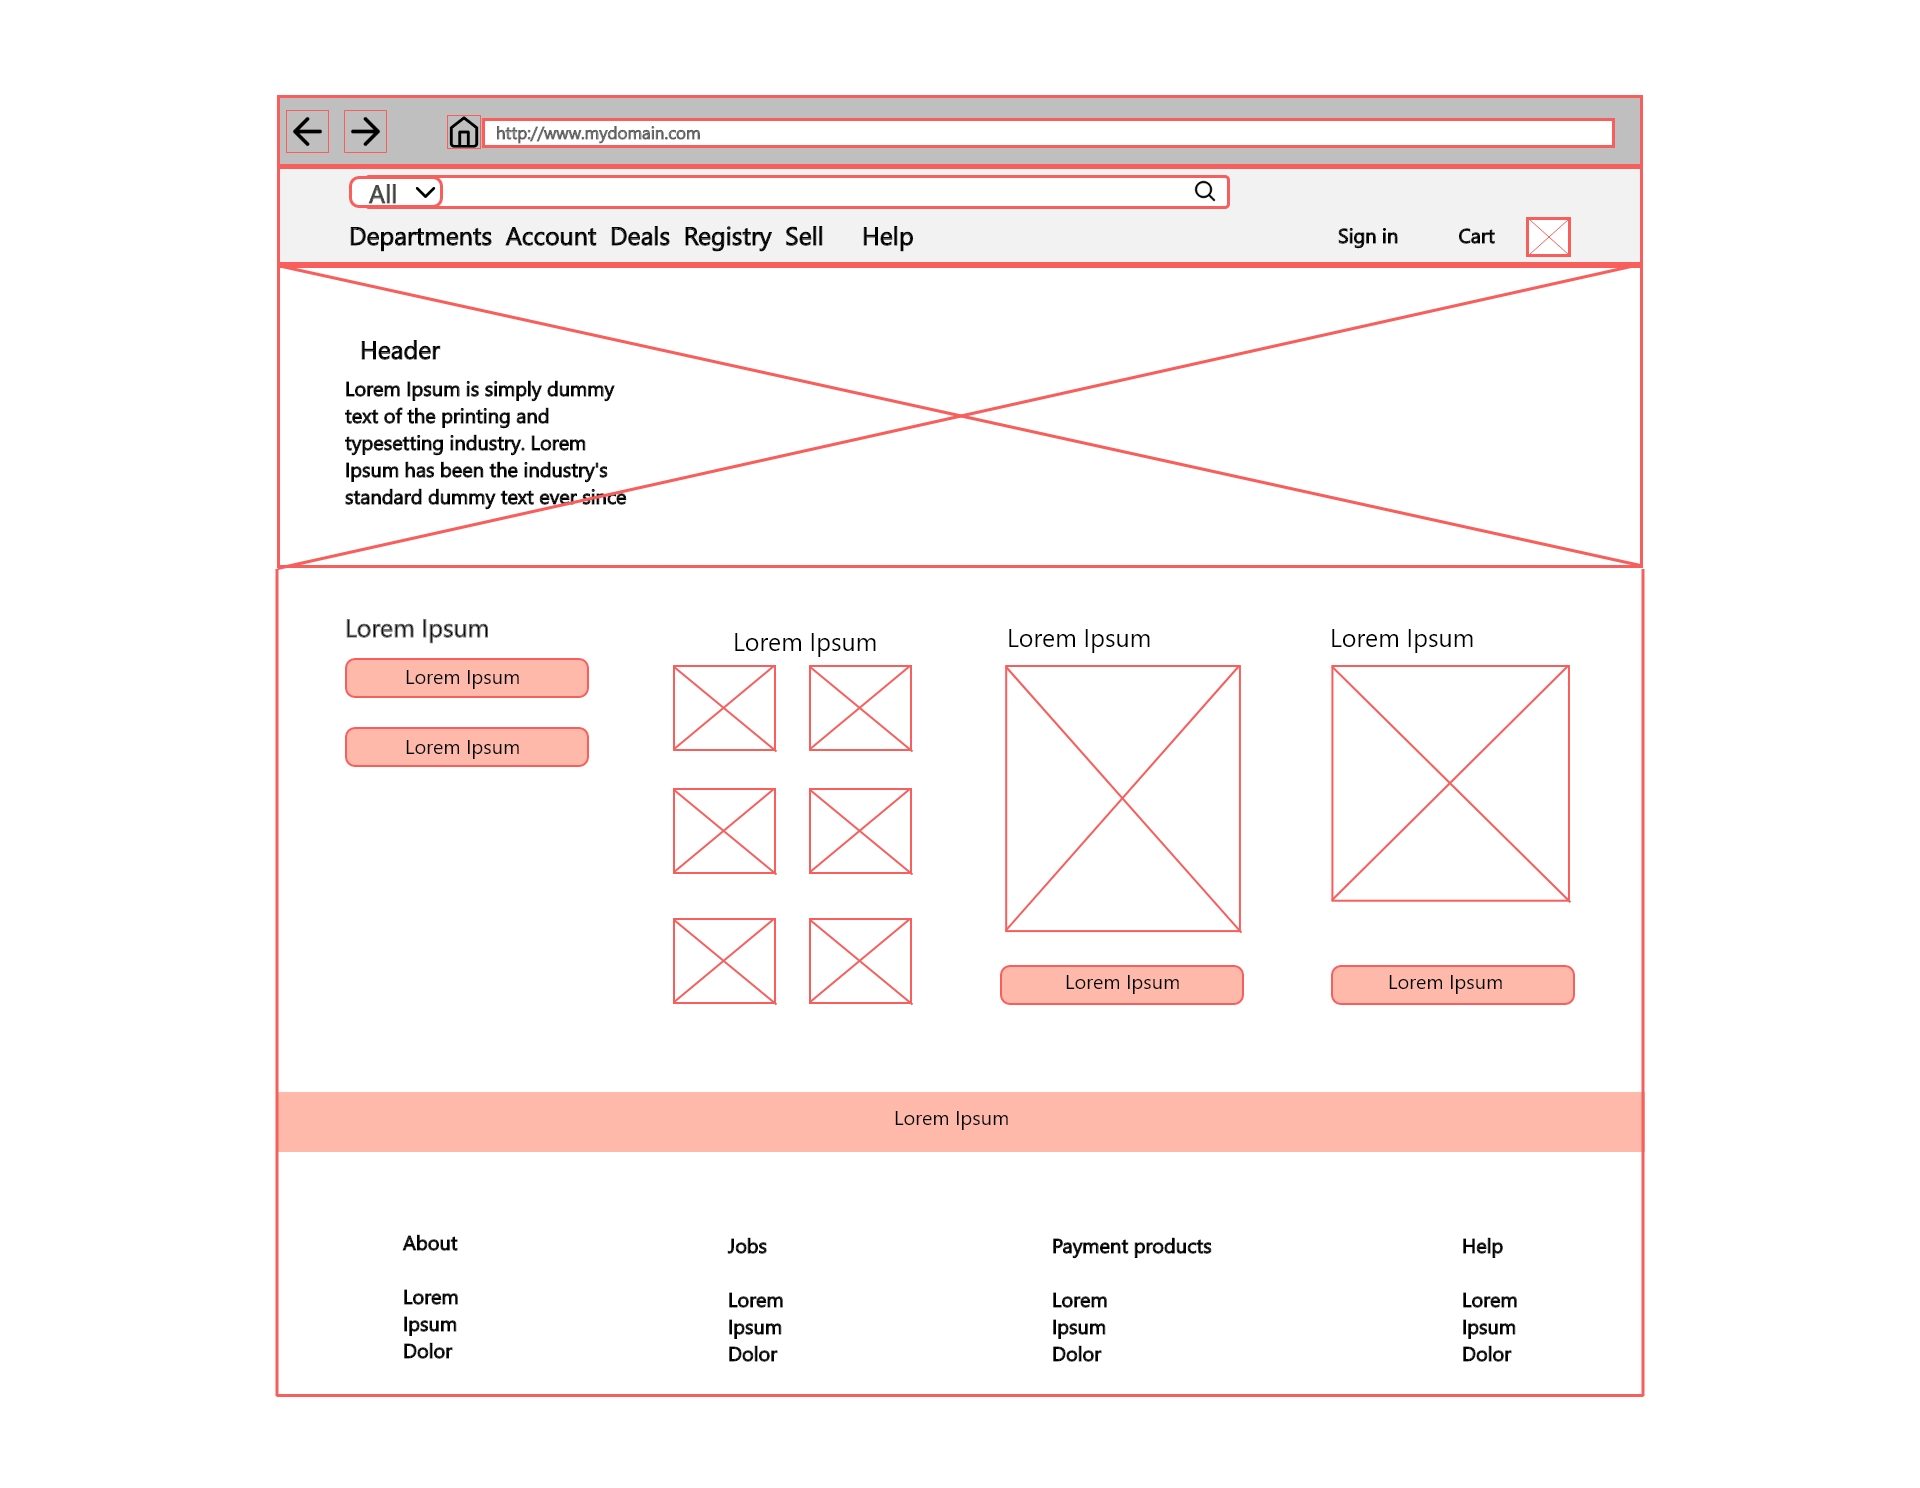 http://www.mydomain.com
All
Departments Account Deals Registry Sell Help Sign in Cart
Header
Lorem Ipsum is simply dummy
text of the printing and
typesetting industry. Lorem
Ipsum has been the industry's
standard dummy text ever since
Lorem Ipsum
Lorem Ipsum
Lorem Ipsum
Lorem Ipsum
Lorem Ipsum
Lorem Ipsum
Lorem Ipsum
Lorem Ipsum
Lorem Ipsum
About
Lorem
Ipsum
Dolor
Jobs
Lorem
Ipsum
Dolor
Payment products
Lorem
Ipsum
Dolor
Help
Lorem
Ipsum
Dolor